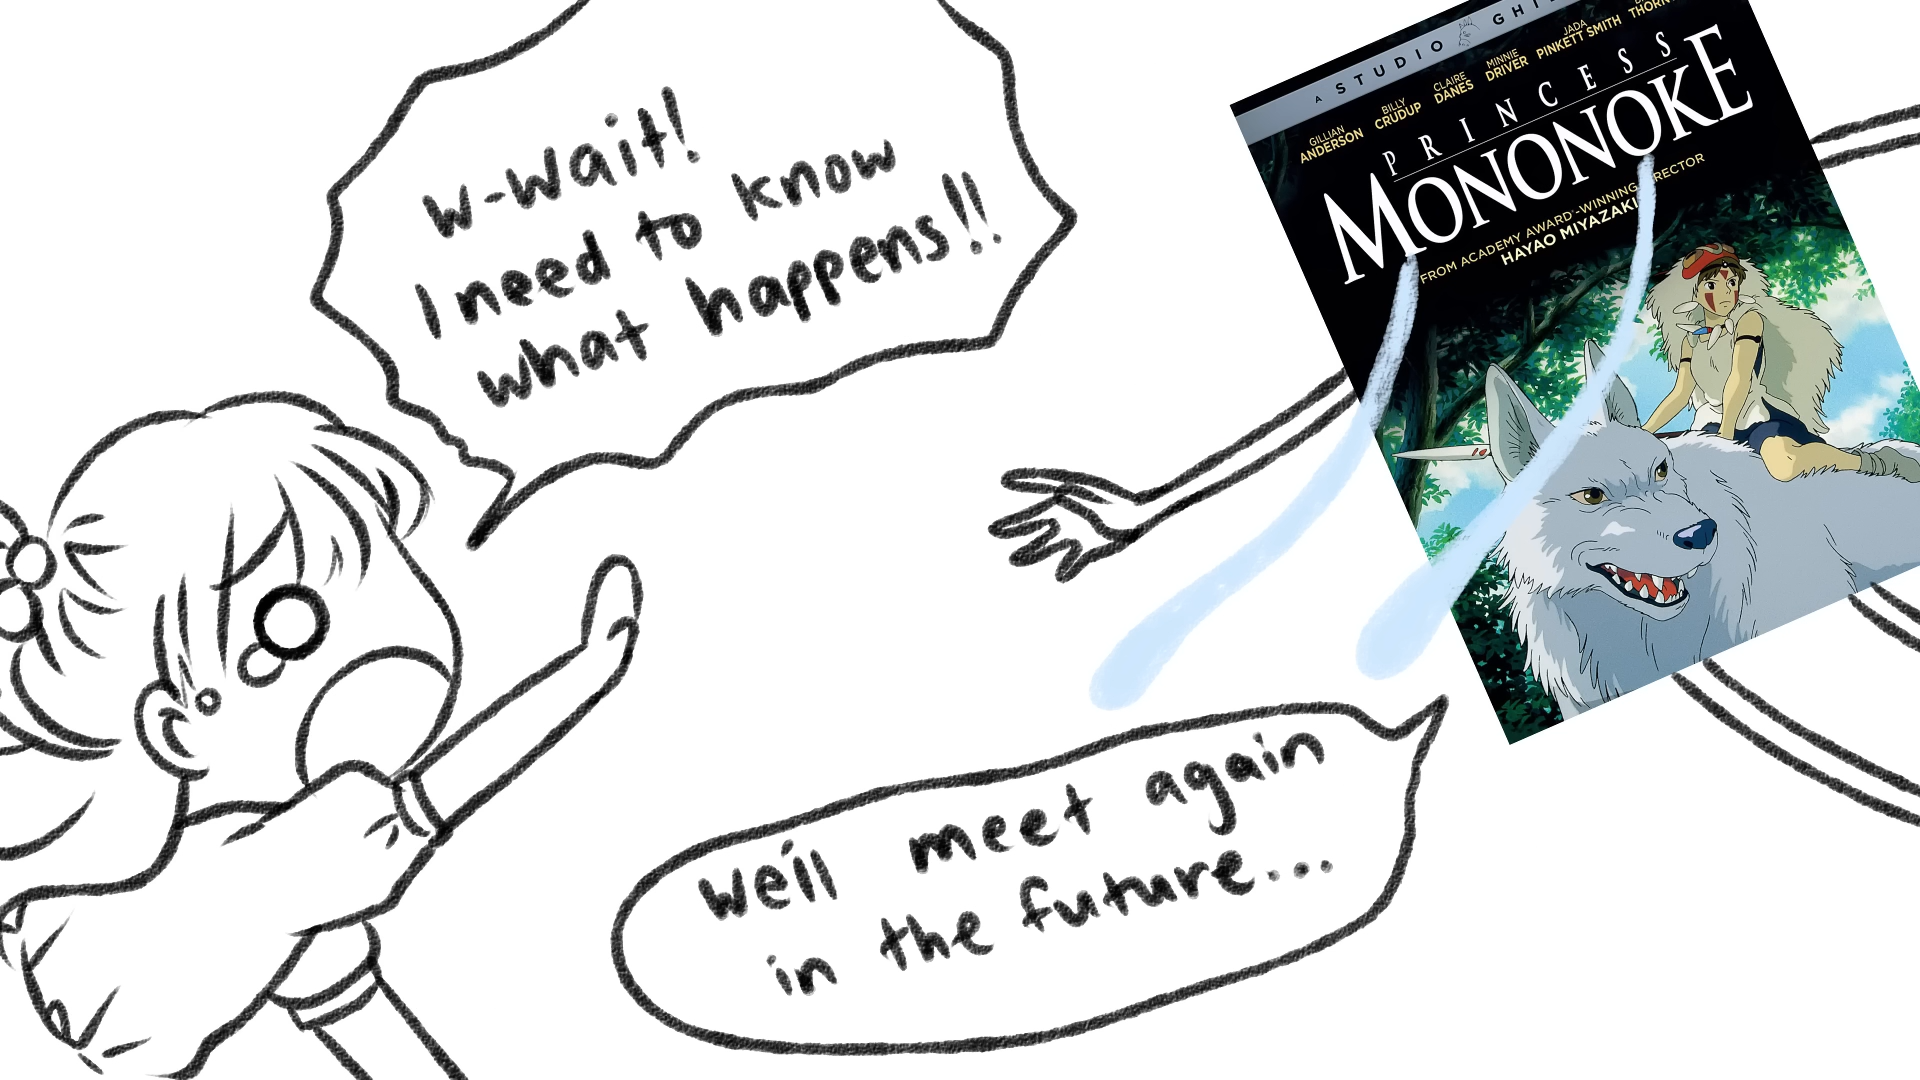 W-Wait!
I need to know
what happens!!
A STUDIO
GILLIAN ANDERSON
BILLY CRUDUP
CLAIRE DANES
MINNIE DRIVER
JADA PINKETT SMITH
PRINCESS
MONONOKE
FROM ACADEMY AWARD®-WINNING DIRECTOR
HAYAO MIYAZAKI
We'll meet again
in the future...